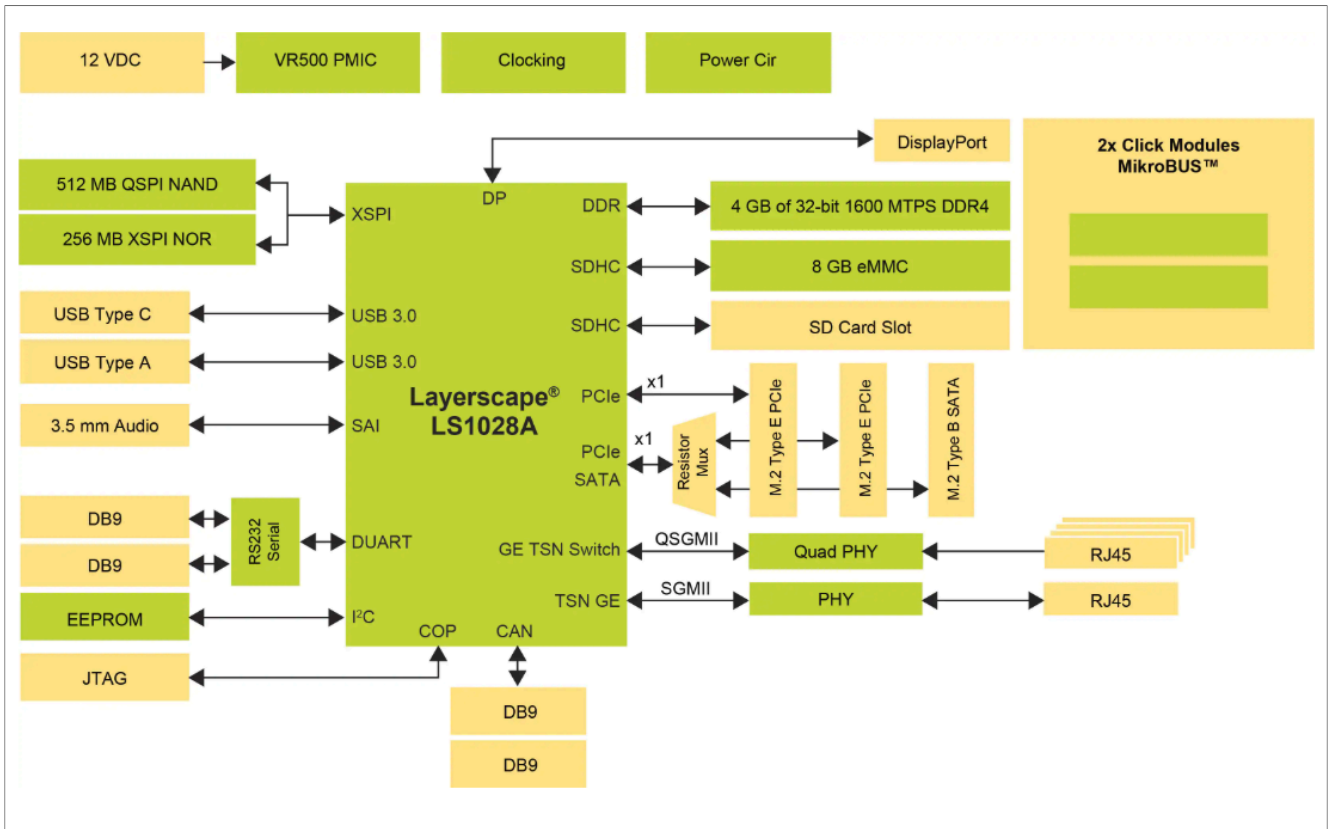 12 VDC
VR500 PMIC
Clocking
Power Cir
DisplayPort
2x Click Modules
MikroBUS™
512 MB QSPI NAND
256 MB XSPI NOR
XSPI
DP
DDR
4 GB of 32-bit 1600 MTPS DDR4
SDHC
8 GB eMMC
USB Type C
USB 3.0
SDHC
SD Card Slot
USB Type A
USB 3.0
Layerscape®
LS1028A
PCIe
x1
M.2 Type E PCIe
M.2 Type E PCIe
M.2 Type B SATA
3.5 mm Audio
SAI
PCIe
SATA
x1
Resistor
Mux
DB9
DB9
RS232
Serial
DUART
GE TSN Switch
QSGMII
Quad PHY
RJ45
EEPROM
I²C
TSN GE
SGMII
PHY
RJ45
COP
CAN
JTAG
DB9
DB9